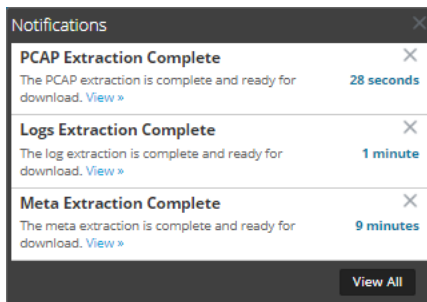 Notifications
PCAP Extraction Complete
The PCAP extraction is complete and ready for
28 seconds
download. View »
Logs Extraction Complete
The log extraction is complete and ready for
1 minute
download. View »
Meta Extraction Complete
The meta extraction is complete and ready for
9 minutes
download. View »
View All